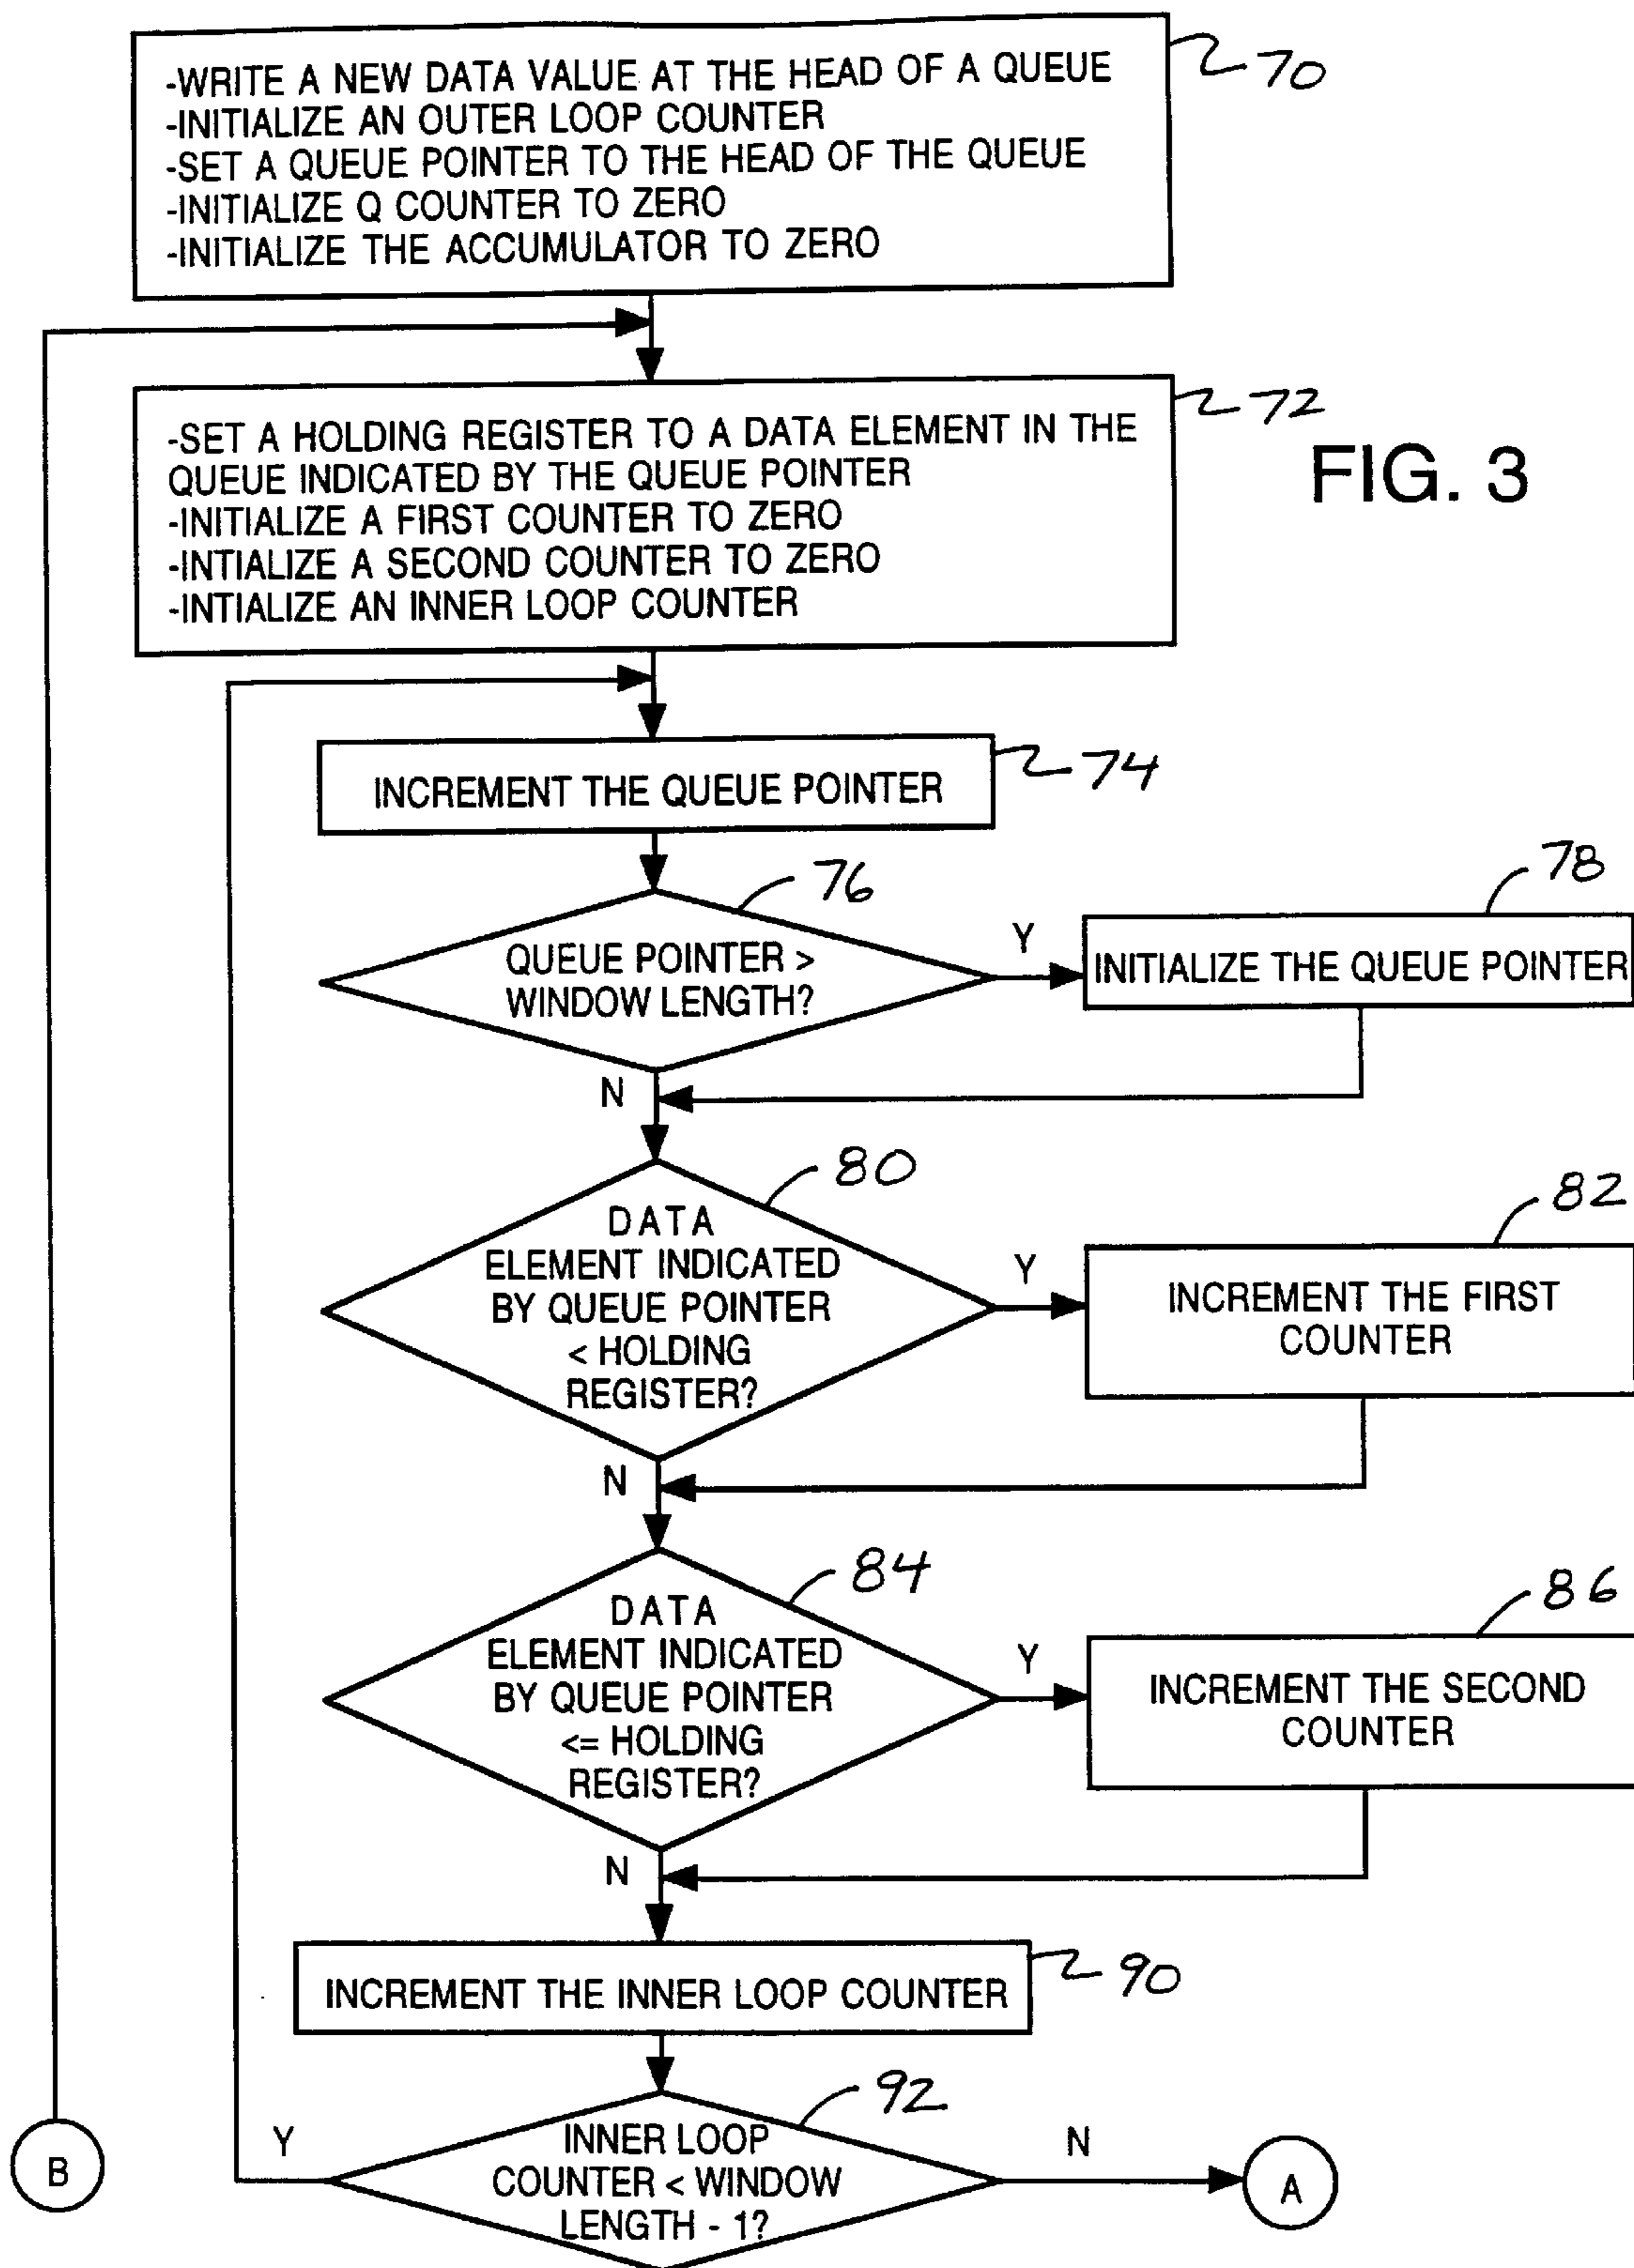 -WRITE A NEW DATA VALUE AT THE HEAD OF A QUEUE
-INITIALIZE AN OUTER LOOP COUNTER
-SET A QUEUE POINTER TO THE HEAD OF THE QUEUE
-INITIALIZE Q COUNTER TO ZERO
-INITIALIZE THE ACCUMULATOR TO ZERO
70
-SET A HOLDING REGISTER TO A DATA ELEMENT IN THE
QUEUE INDICATED BY THE QUEUE POINTER
-INITIALIZE A FIRST COUNTER TO ZERO
-INTIALIZE A SECOND COUNTER TO ZERO
-INTIALIZE AN INNER LOOP COUNTER
72
FIG. 3
INCREMENT THE QUEUE POINTER
74
76
QUEUE POINTER >
WINDOW LENGTH?
Y
78
INITIALIZE THE QUEUE POINTER
N
80
DATA
ELEMENT INDICATED
BY QUEUE POINTER
< HOLDING
REGISTER?
Y
82
INCREMENT THE FIRST
COUNTER
N
84
DATA
ELEMENT INDICATED
BY QUEUE POINTER
<= HOLDING
REGISTER?
Y
86
INCREMENT THE SECOND
COUNTER
N
INCREMENT THE INNER LOOP COUNTER
90
92
INNER LOOP
COUNTER < WINDOW
LENGTH - 1?
Y
N
B
A